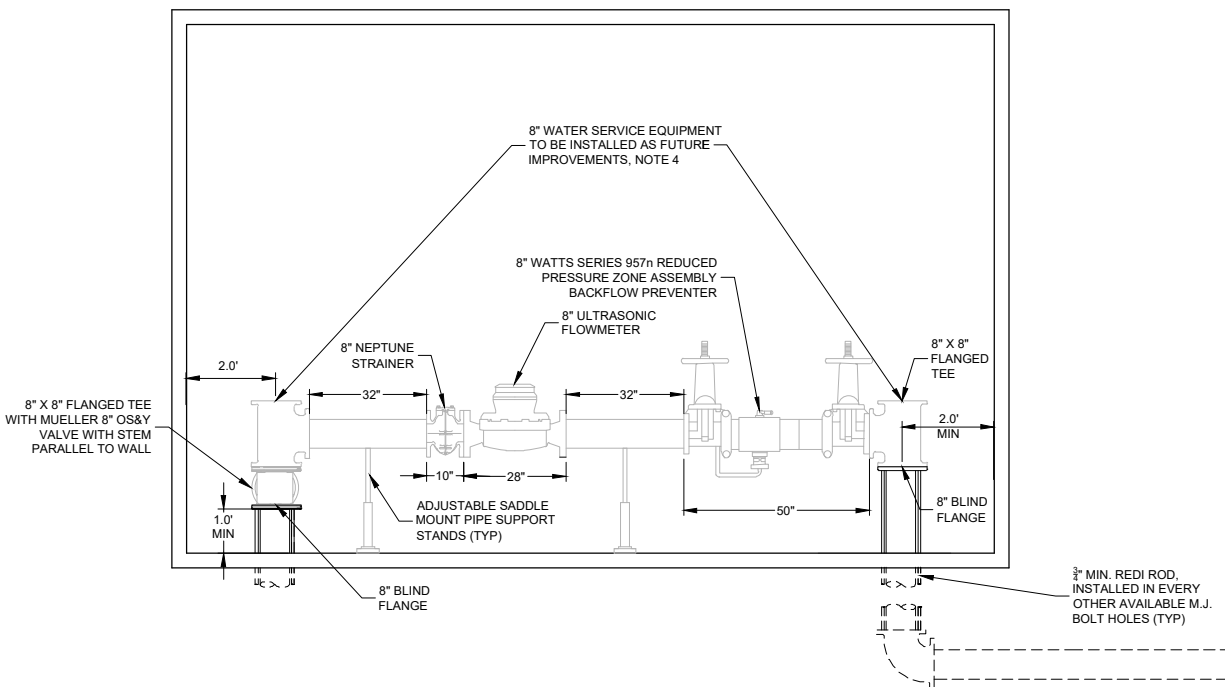 8" WATER SERVICE EQUIPMENT
TO BE INSTALLED AS FUTURE
IMPROVEMENTS, NOTE 4
8" WATTS SERIES 957n REDUCED
PRESSURE ZONE ASSEMBLY
BACKFLOW PREVENTER
8" ULTRASONIC
FLOWMETER
8" NEPTUNE
STRAINER
8" X 8"
FLANGED
TEE
2.0'
32"
32"
2.0'
MIN
8" X 8" FLANGED TEE
WITH MUELLER 8" OS&Y
VALVE WITH STEM
PARALLEL TO WALL
10"
28"
50"
1.0'
MIN
ADJUSTABLE SADDLE
MOUNT PIPE SUPPORT
STANDS (TYP)
8" BLIND
FLANGE
8" BLIND
FLANGE
3/4" MIN. REDI ROD,
INSTALLED IN EVERY
OTHER AVAILABLE M.J.
BOLT HOLES (TYP)